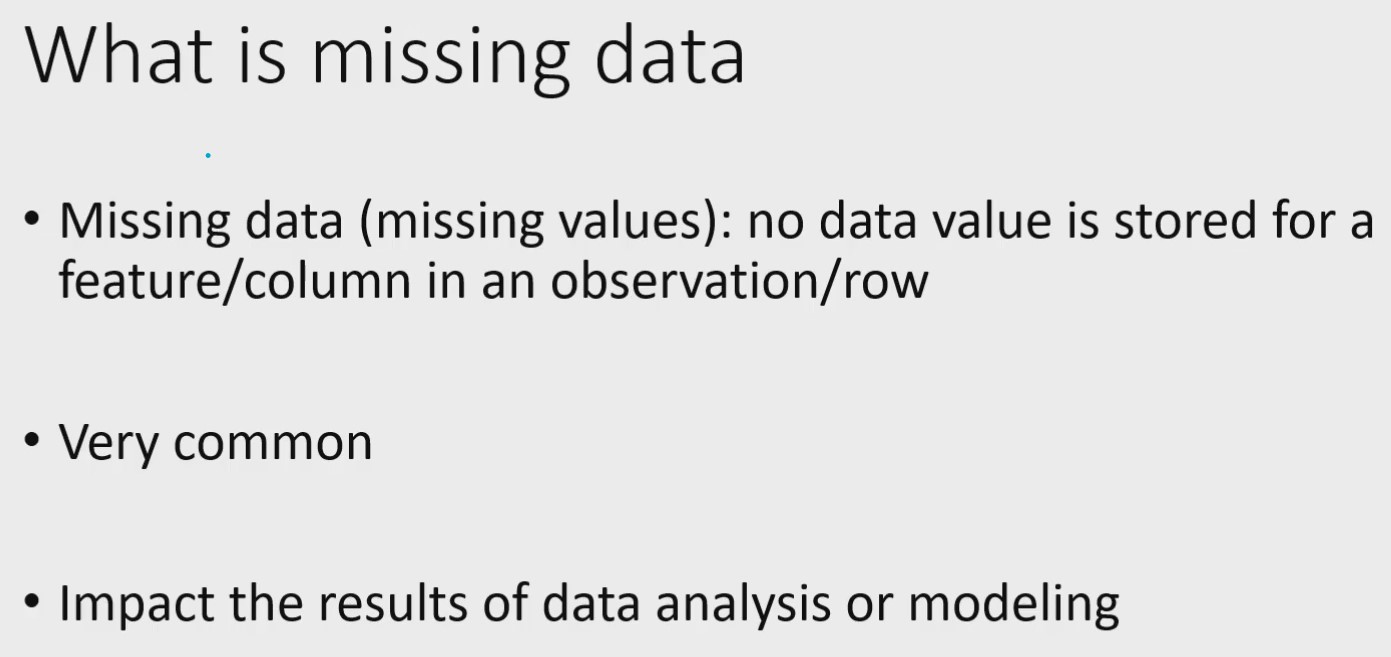 What is missing data
• Missing data (missing values): no data value is stored for a
feature/column in an observation/row
• Very common
• Impact the results of data analysis or modeling